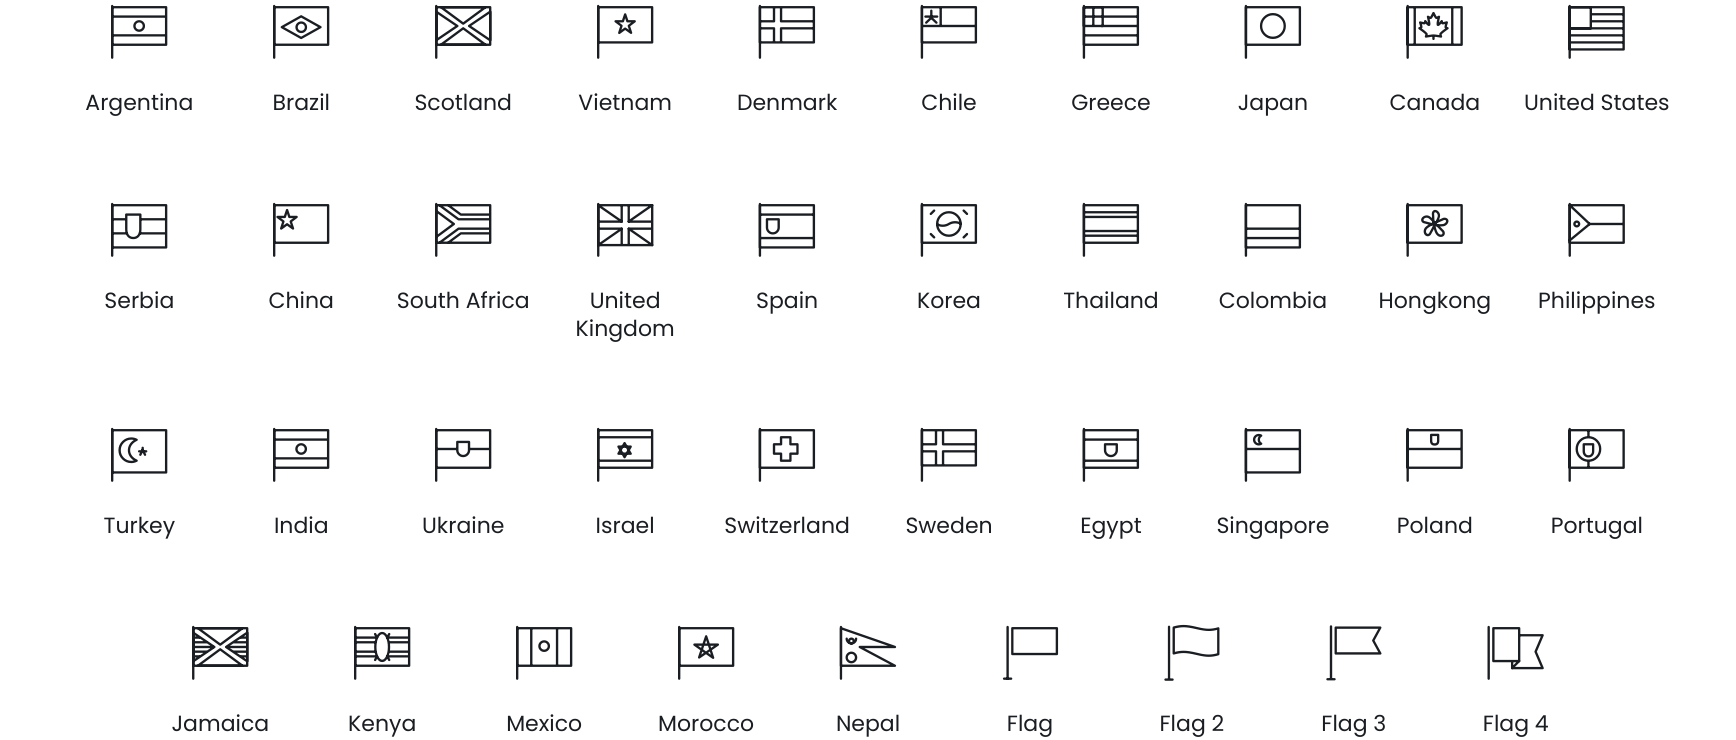 Argentina Brazil Scotland Vietnam Denmark Chile Greece Japan Canada United States
Serbia China South Africa United Kingdom Spain Korea Thailand Colombia Hongkong Philippines
Turkey India Ukraine Israel Switzerland Sweden Egypt Singapore Poland Portugal
Jamaica Kenya Mexico Morocco Nepal Flag Flag 2 Flag 3 Flag 4